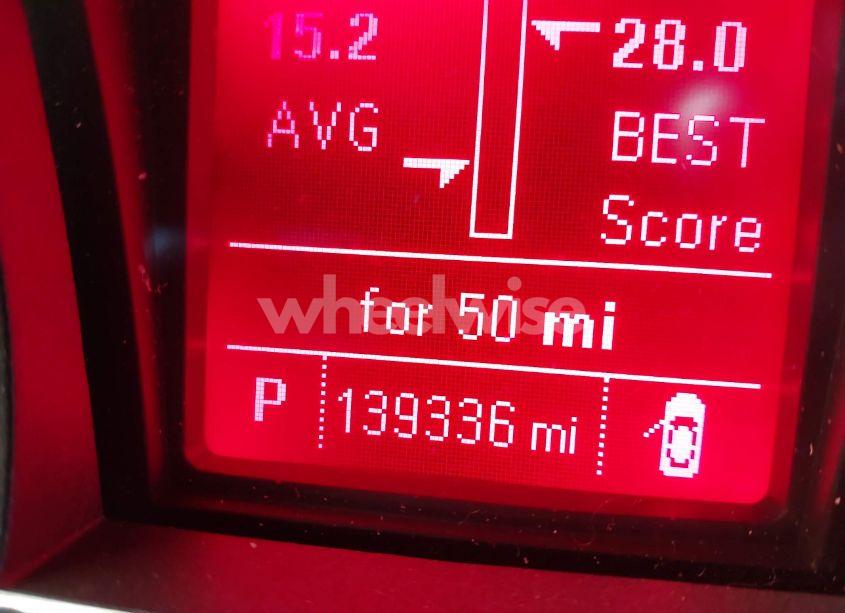 15.2
28.0
AVG
BEST
Score
wheelwise
for 50 mi
P
139336 mi